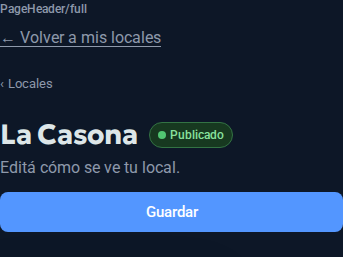 PageHeader/full
← Volver a mis locales
‹ Locales
La Casona Publicado
Editá cómo se ve tu local.
Guardar